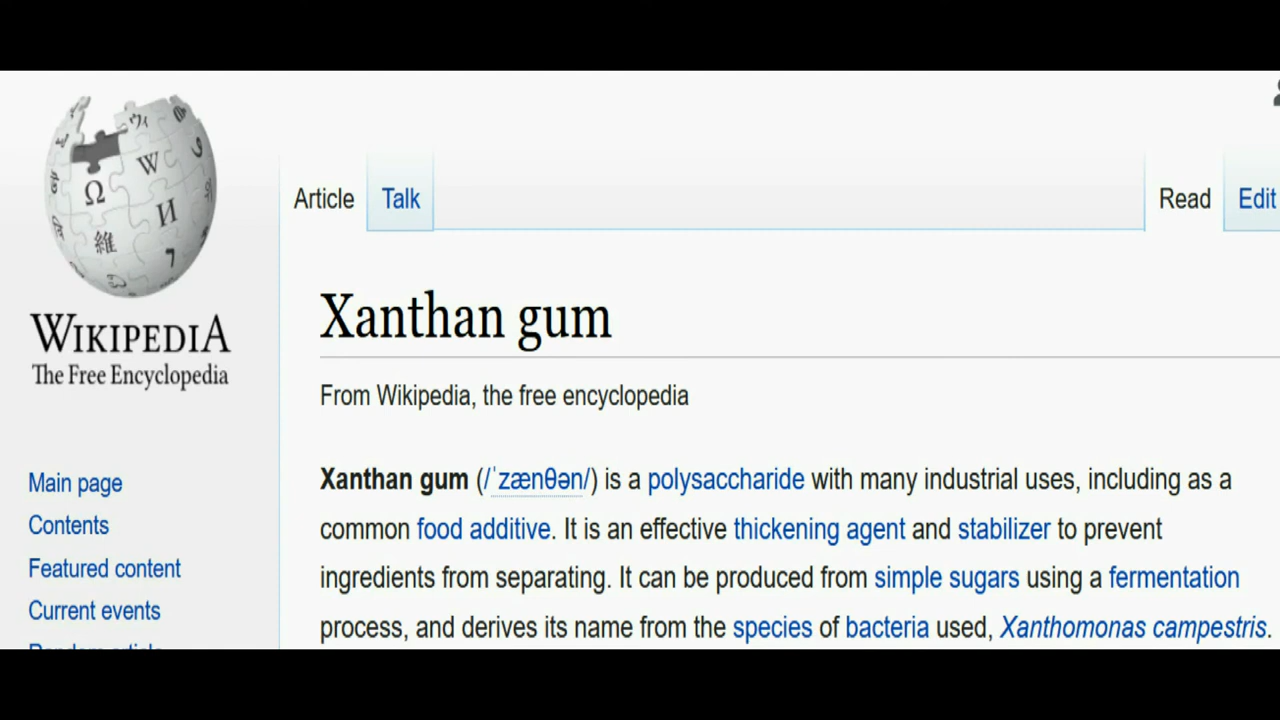 Article Talk Read Edit
Xanthan gum
WIKIPEDIA
The Free Encyclopedia
From Wikipedia, the free encyclopedia
Xanthan gum (/ˈzænθən/) is a polysaccharide with many industrial uses, including as a
common food additive. It is an effective thickening agent and stabilizer to prevent
ingredients from separating. It can be produced from simple sugars using a fermentation
process, and derives its name from the species of bacteria used, Xanthomonas campestris.
Main page
Contents
Featured content
Current events